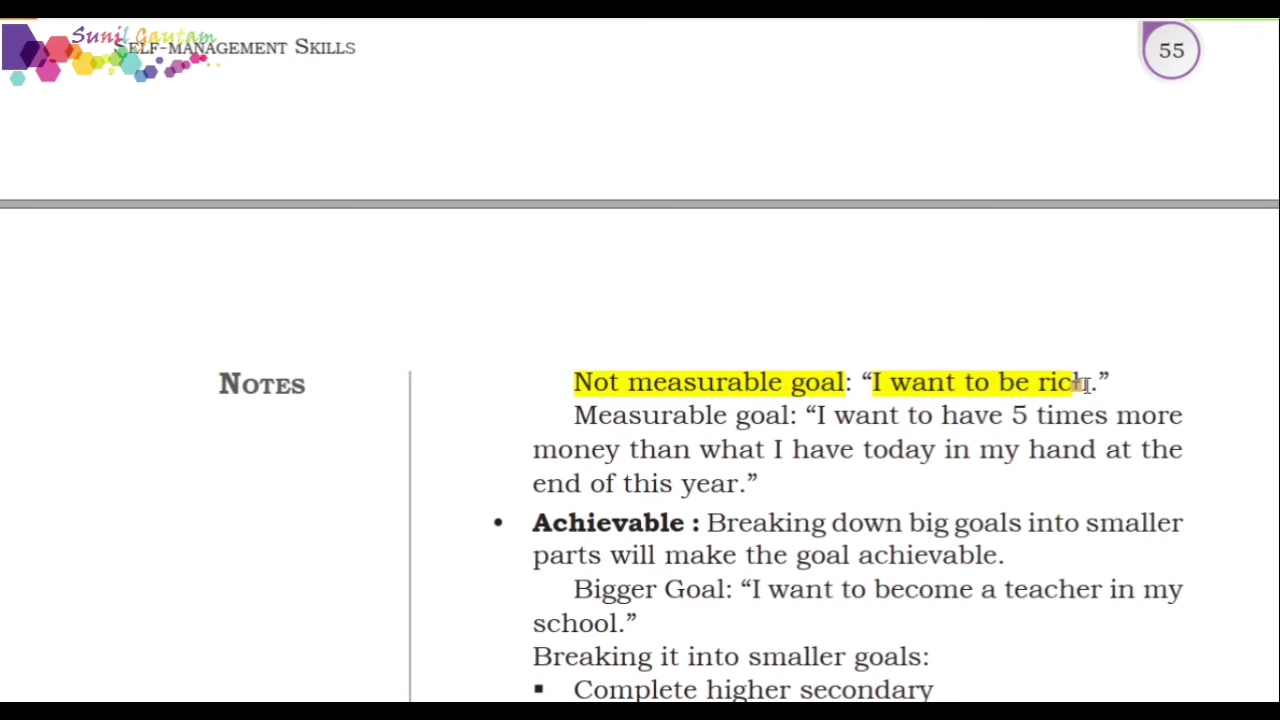 Sunil Gautam
SELF-MANAGEMENT SKILLS
55
NOTES
Not measurable goal: “I want to be rich.”
Measurable goal: “I want to have 5 times more
money than what I have today in my hand at the
end of this year.”
• Achievable : Breaking down big goals into smaller
parts will make the goal achievable.
Bigger Goal: “I want to become a teacher in my
school.”
Breaking it into smaller goals:
▪ Complete higher secondary